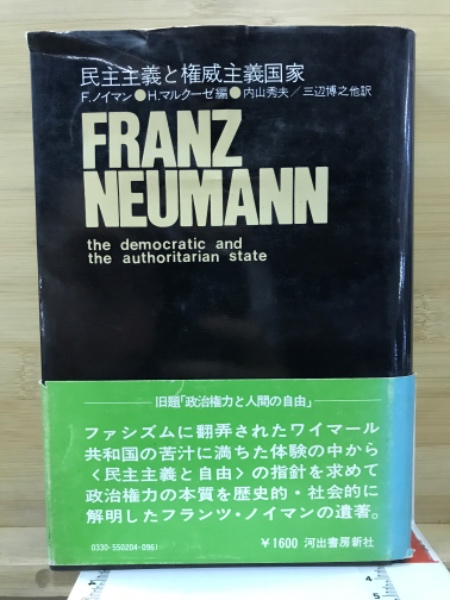 民主主義と権威主義国家
F.ノイマン●H.マルクーゼ編●内山秀夫/三辺博之他訳
FRANZ
NEUMANN
the democratic and
the authoritarian state
旧題「政治権力と人間の自由」
ファシズムに翻弄されたワイマール
共和国の苦汁に満ちた体験の中から
〈民主主義と自由〉の指針を求めて
政治権力の本質を歴史的・社会的に
解明したフランツ・ノイマンの遺著。
0330-550204-0961
¥1600 河出書房新社